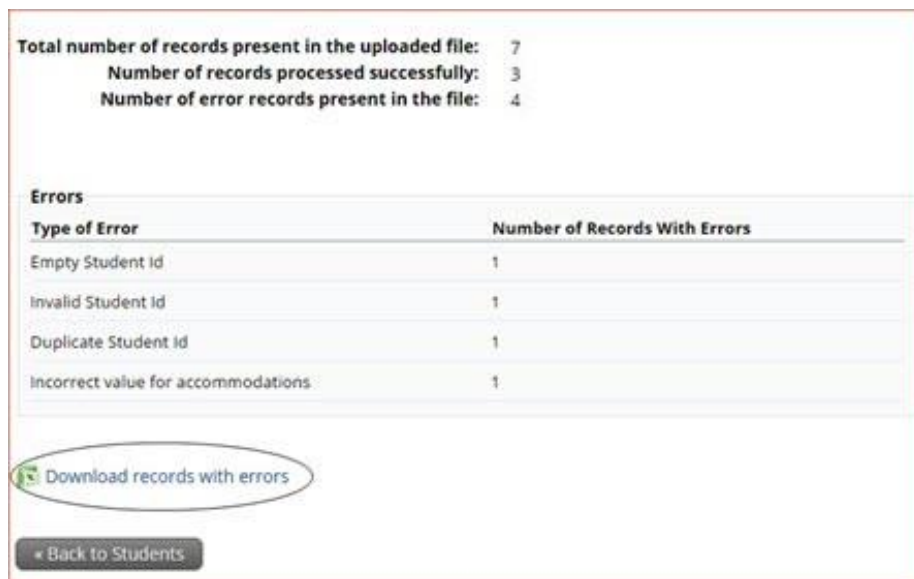 Total number of records present in the uploaded file: 7
Number of records processed successfully: 3
Number of error records present in the file: 4
Errors
Type of Error Number of Records With Errors
Empty Student Id 1
Invalid Student Id 1
Duplicate Student Id 1
Incorrect value for accommodations 1
Download records with errors
« Back to Students